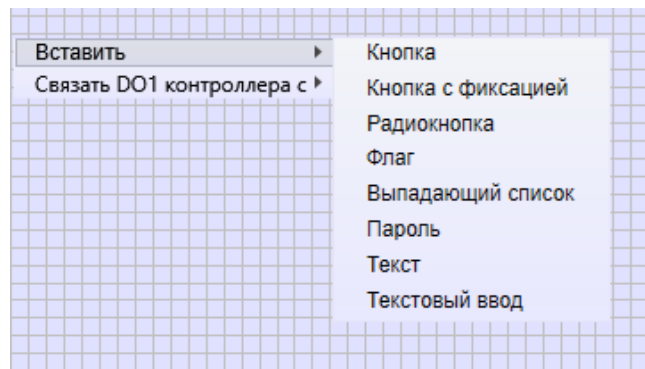 Вставить
Связать DO1 контроллера с
Кнопка
Кнопка с фиксацией
Радиокнопка
Флаг
Выпадающий список
Пароль
Текст
Текстовый ввод